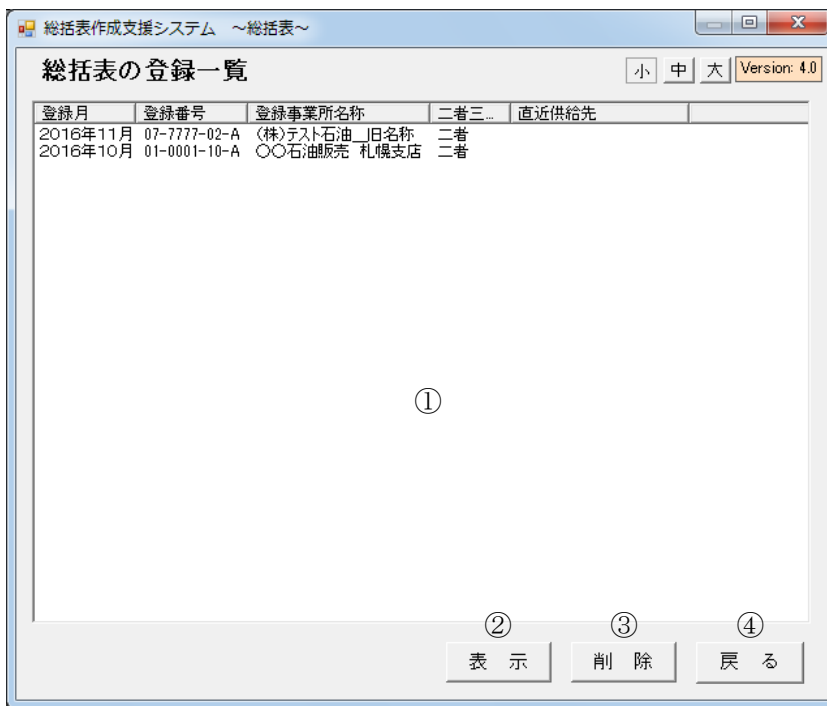 総括表作成支援システム ～総括表～
総括表の登録一覧 小 中 大 Version: 4.0
登録月 登録番号 登録事業所名称 二者三... 直近供給先
2016年11月 07-7777-02-A (株)テスト石油__旧名称 二者
2016年10月 01-0001-10-A 〇〇石油販売 札幌支店 二者
①
② ③ ④
表 示 削 除 戻 る